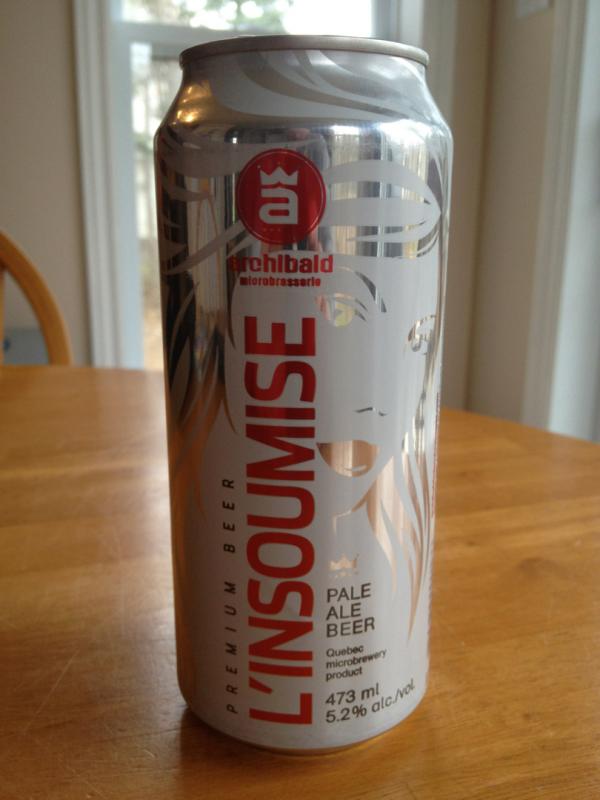 a
archibald
microbrasserie
PREMIUM BEER
L'INSOUMISE
PALE
ALE
BEER
Quebec
microbrewery
product
473 ml
5.2% alc./vol.